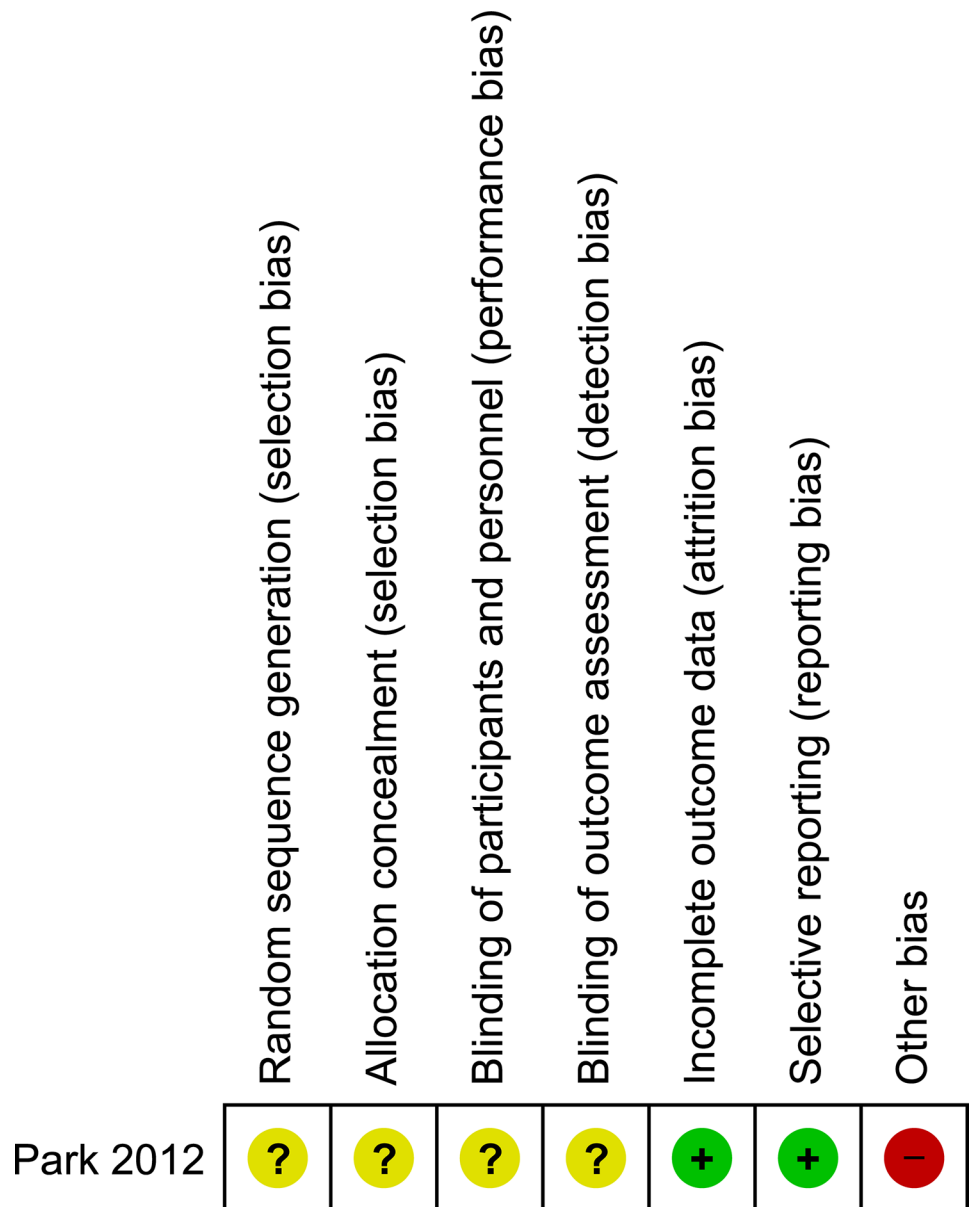 Random sequence generation (selection bias)
Allocation concealment (selection bias)
Blinding of participants and personnel (performance bias)
Blinding of outcome assessment (detection bias)
Incomplete outcome data (attrition bias)
Selective reporting (reporting bias)
Other bias
Park 2012 ? ? ? ? + + –